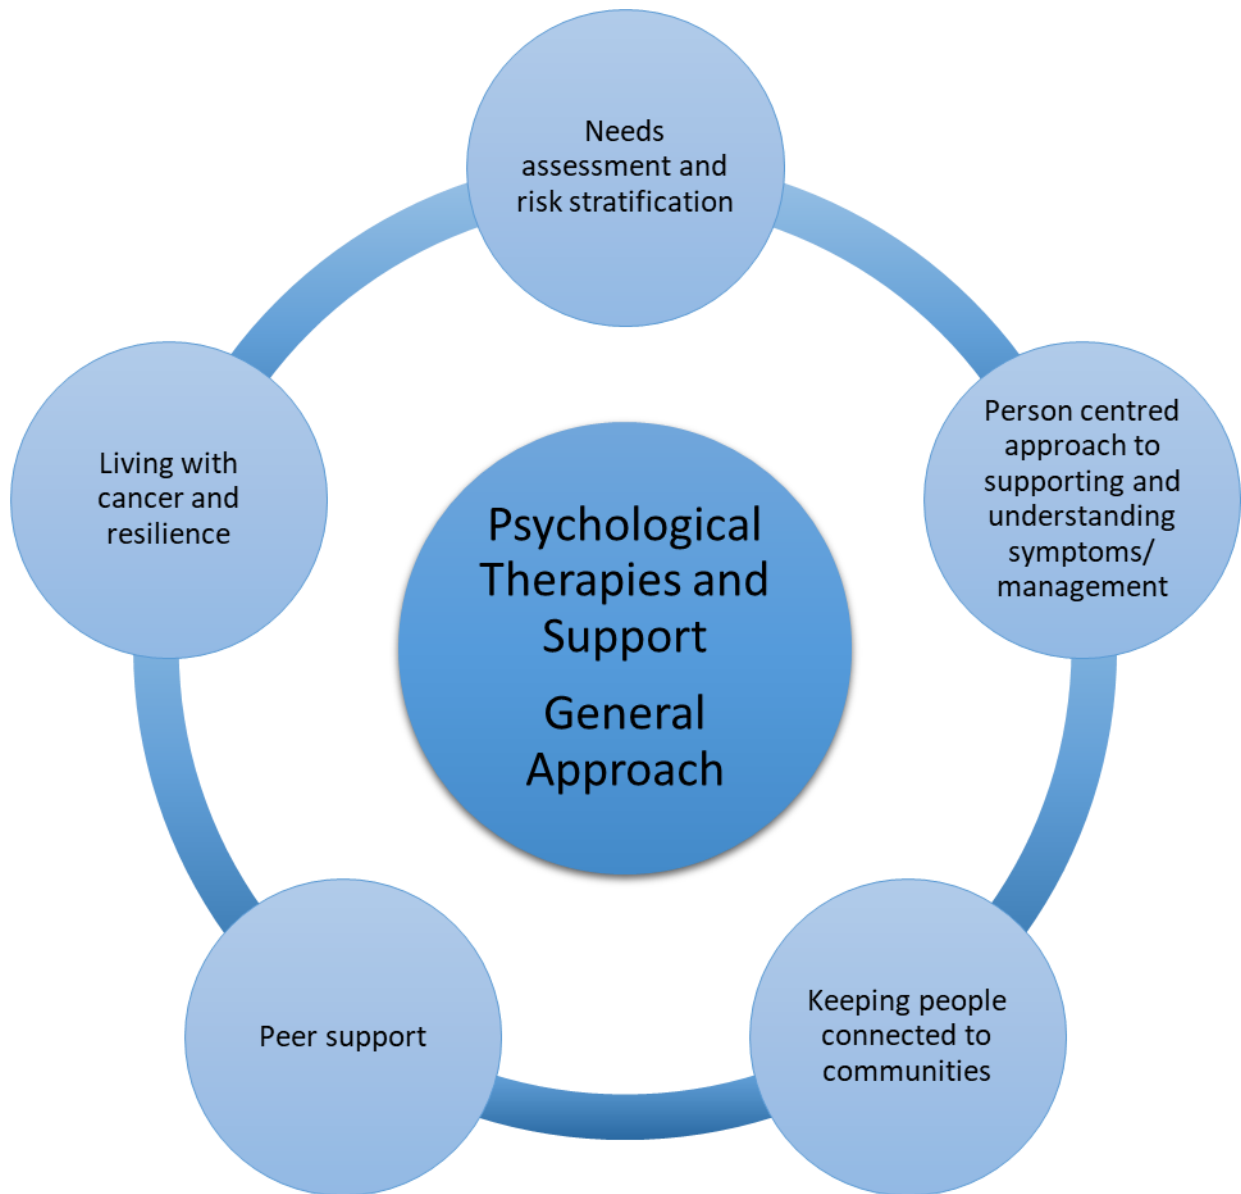 Needs
assessment and
risk stratification
Person centred
approach to
supporting and
understanding
symptoms/
management
Keeping people
connected to
communities
Peer support
Living with
cancer and
resilience
Psychological
Therapies and
Support
General
Approach